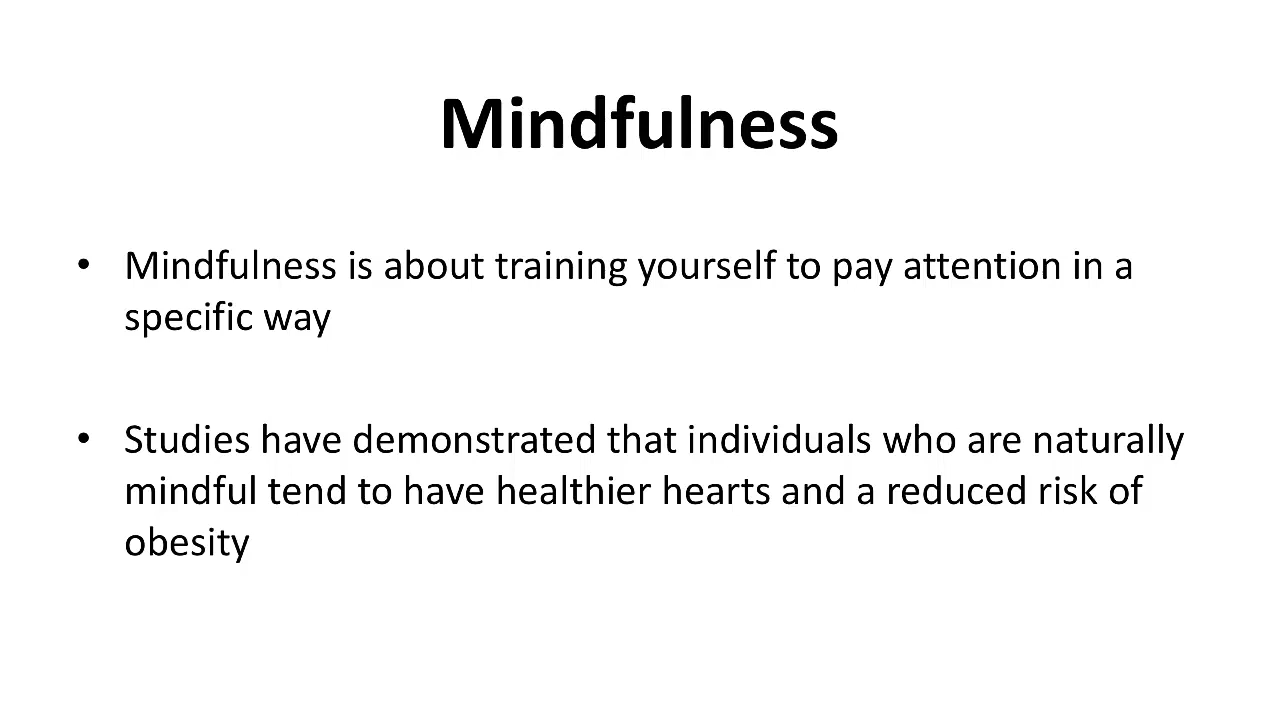 Mindfulness
• Mindfulness is about training yourself to pay attention in a
specific way
• Studies have demonstrated that individuals who are naturally
mindful tend to have healthier hearts and a reduced risk of
obesity